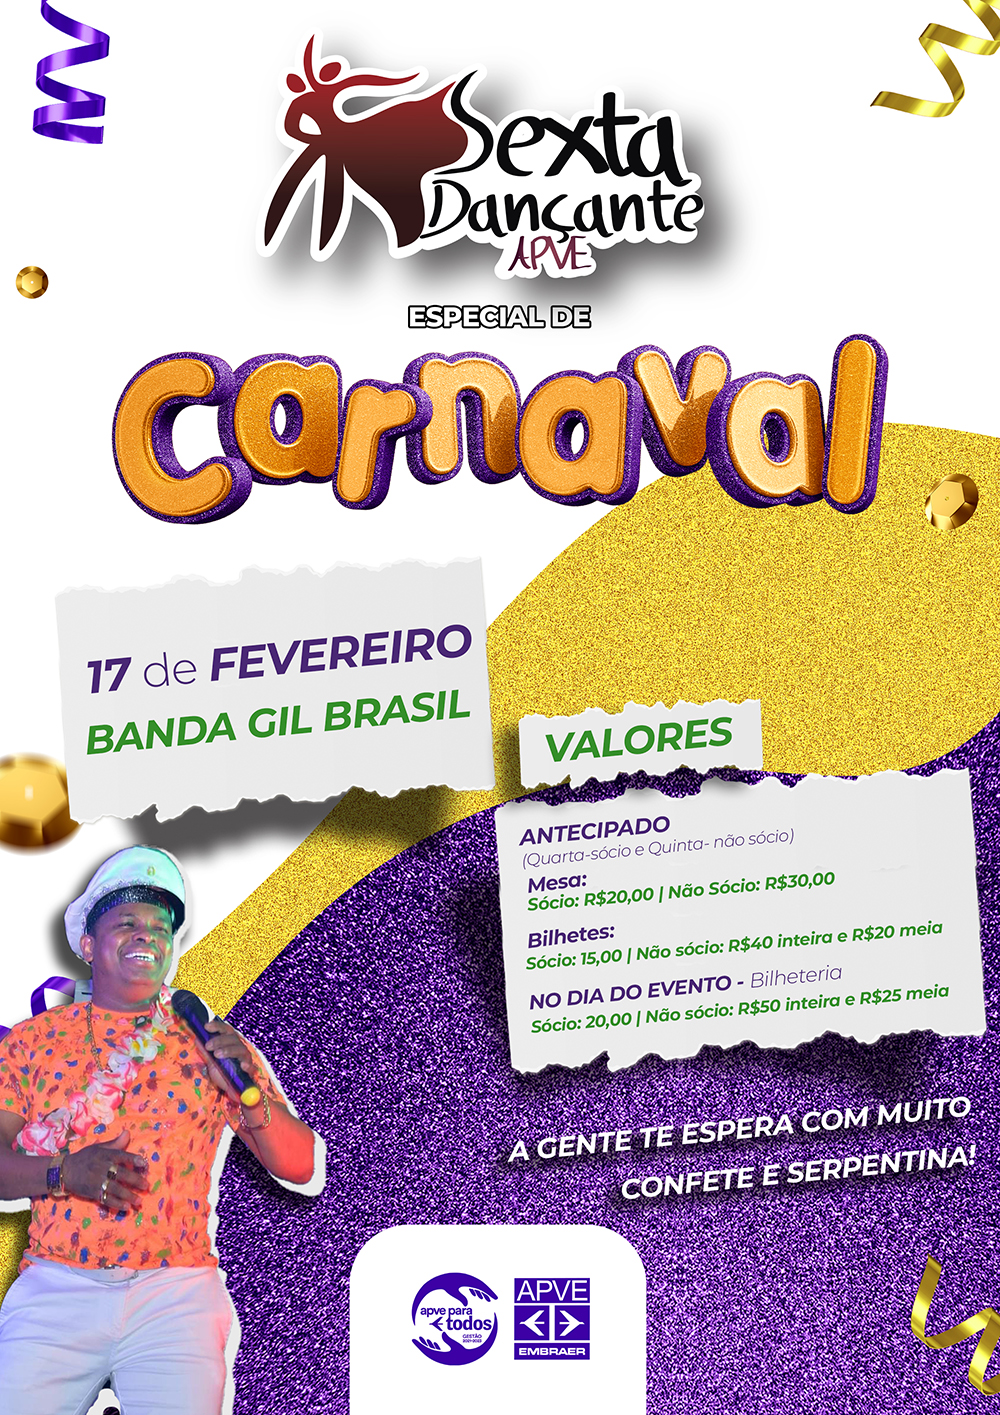 Sexta
Dançante
APVE
ESPECIAL DE
Carnaval
17 de FEVEREIRO
BANDA GIL BRASIL
VALORES
ANTECIPADO
(Quarta-sócio e Quinta- não sócio)
Mesa:
Sócio: R$20,00 | Não Sócio: R$30,00
Bilhetes:
Sócio: 15,00 | Não sócio: R$40 inteira e R$20 meia
NO DIA DO EVENTO - Bilheteria
Sócio: 20,00 | Não sócio: R$50 inteira e R$25 meia
A GENTE TE ESPERA COM MUITO
CONFETE E SERPENTINA!
apve para
todos
GESTÃO
2021-2023
APVE
EMBRAER